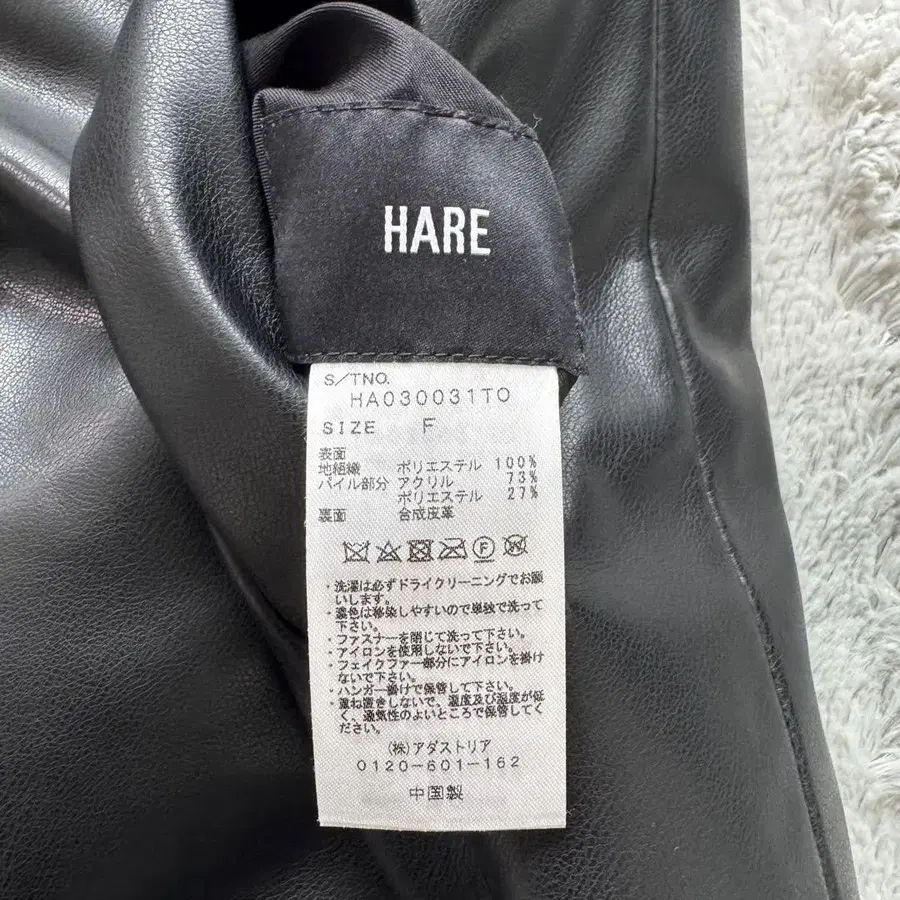 HARE
S/TNO.
HA030031TO
SIZE F
表面
地組織 ポリエステル 100%
パイル部分 アクリル 73%
ポリエステル 27%
裏面 合成皮革
・洗濯は必ずドライクリーニングでお願
いします。
・濃色は移染しやすいので単独で洗って
下さい。
・ファスナーを閉じて洗って下さい。
・アイロンを使用しないで下さい。
・フェイクファー部分にアイロンを掛け
ないで下さい。
・ハンガー掛けで保管して下さい。
・重ね置きしないで、温度及び湿度が低
く、通気性のよいところで保管してく
ださい。
(株)アダストリア
0120-601-162
中国製